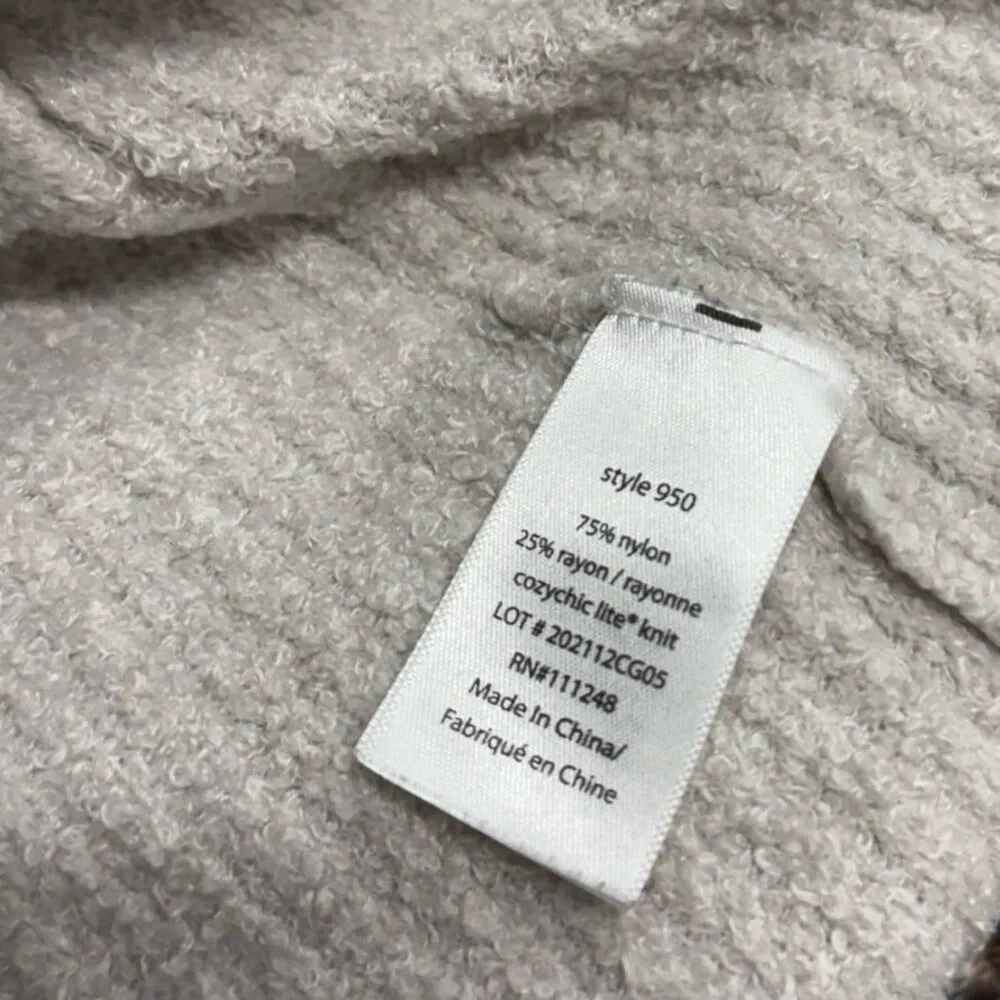 style 950
75% nylon
25% rayon / rayonne
cozychic lite® knit
LOT # 202112CG05
RN#111248
Made In China/
Fabriqué en Chine